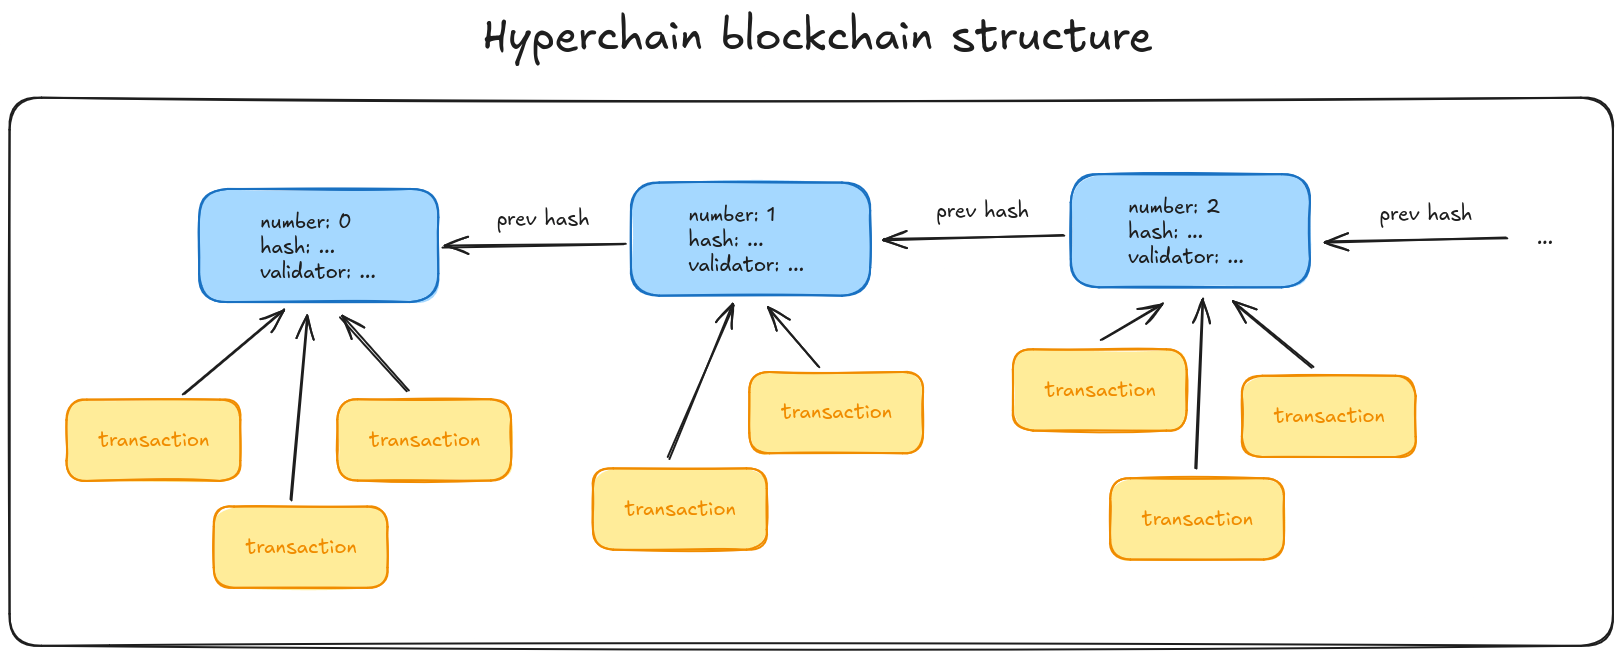 Hyperchain blockchain structure
number: 0
hash: ...
validator: ...
prev hash
number: 1
hash: ...
validator: ...
prev hash
number: 2
hash: ...
validator: ...
prev hash
...
transaction
transaction
transaction
transaction
transaction
transaction
transaction
transaction